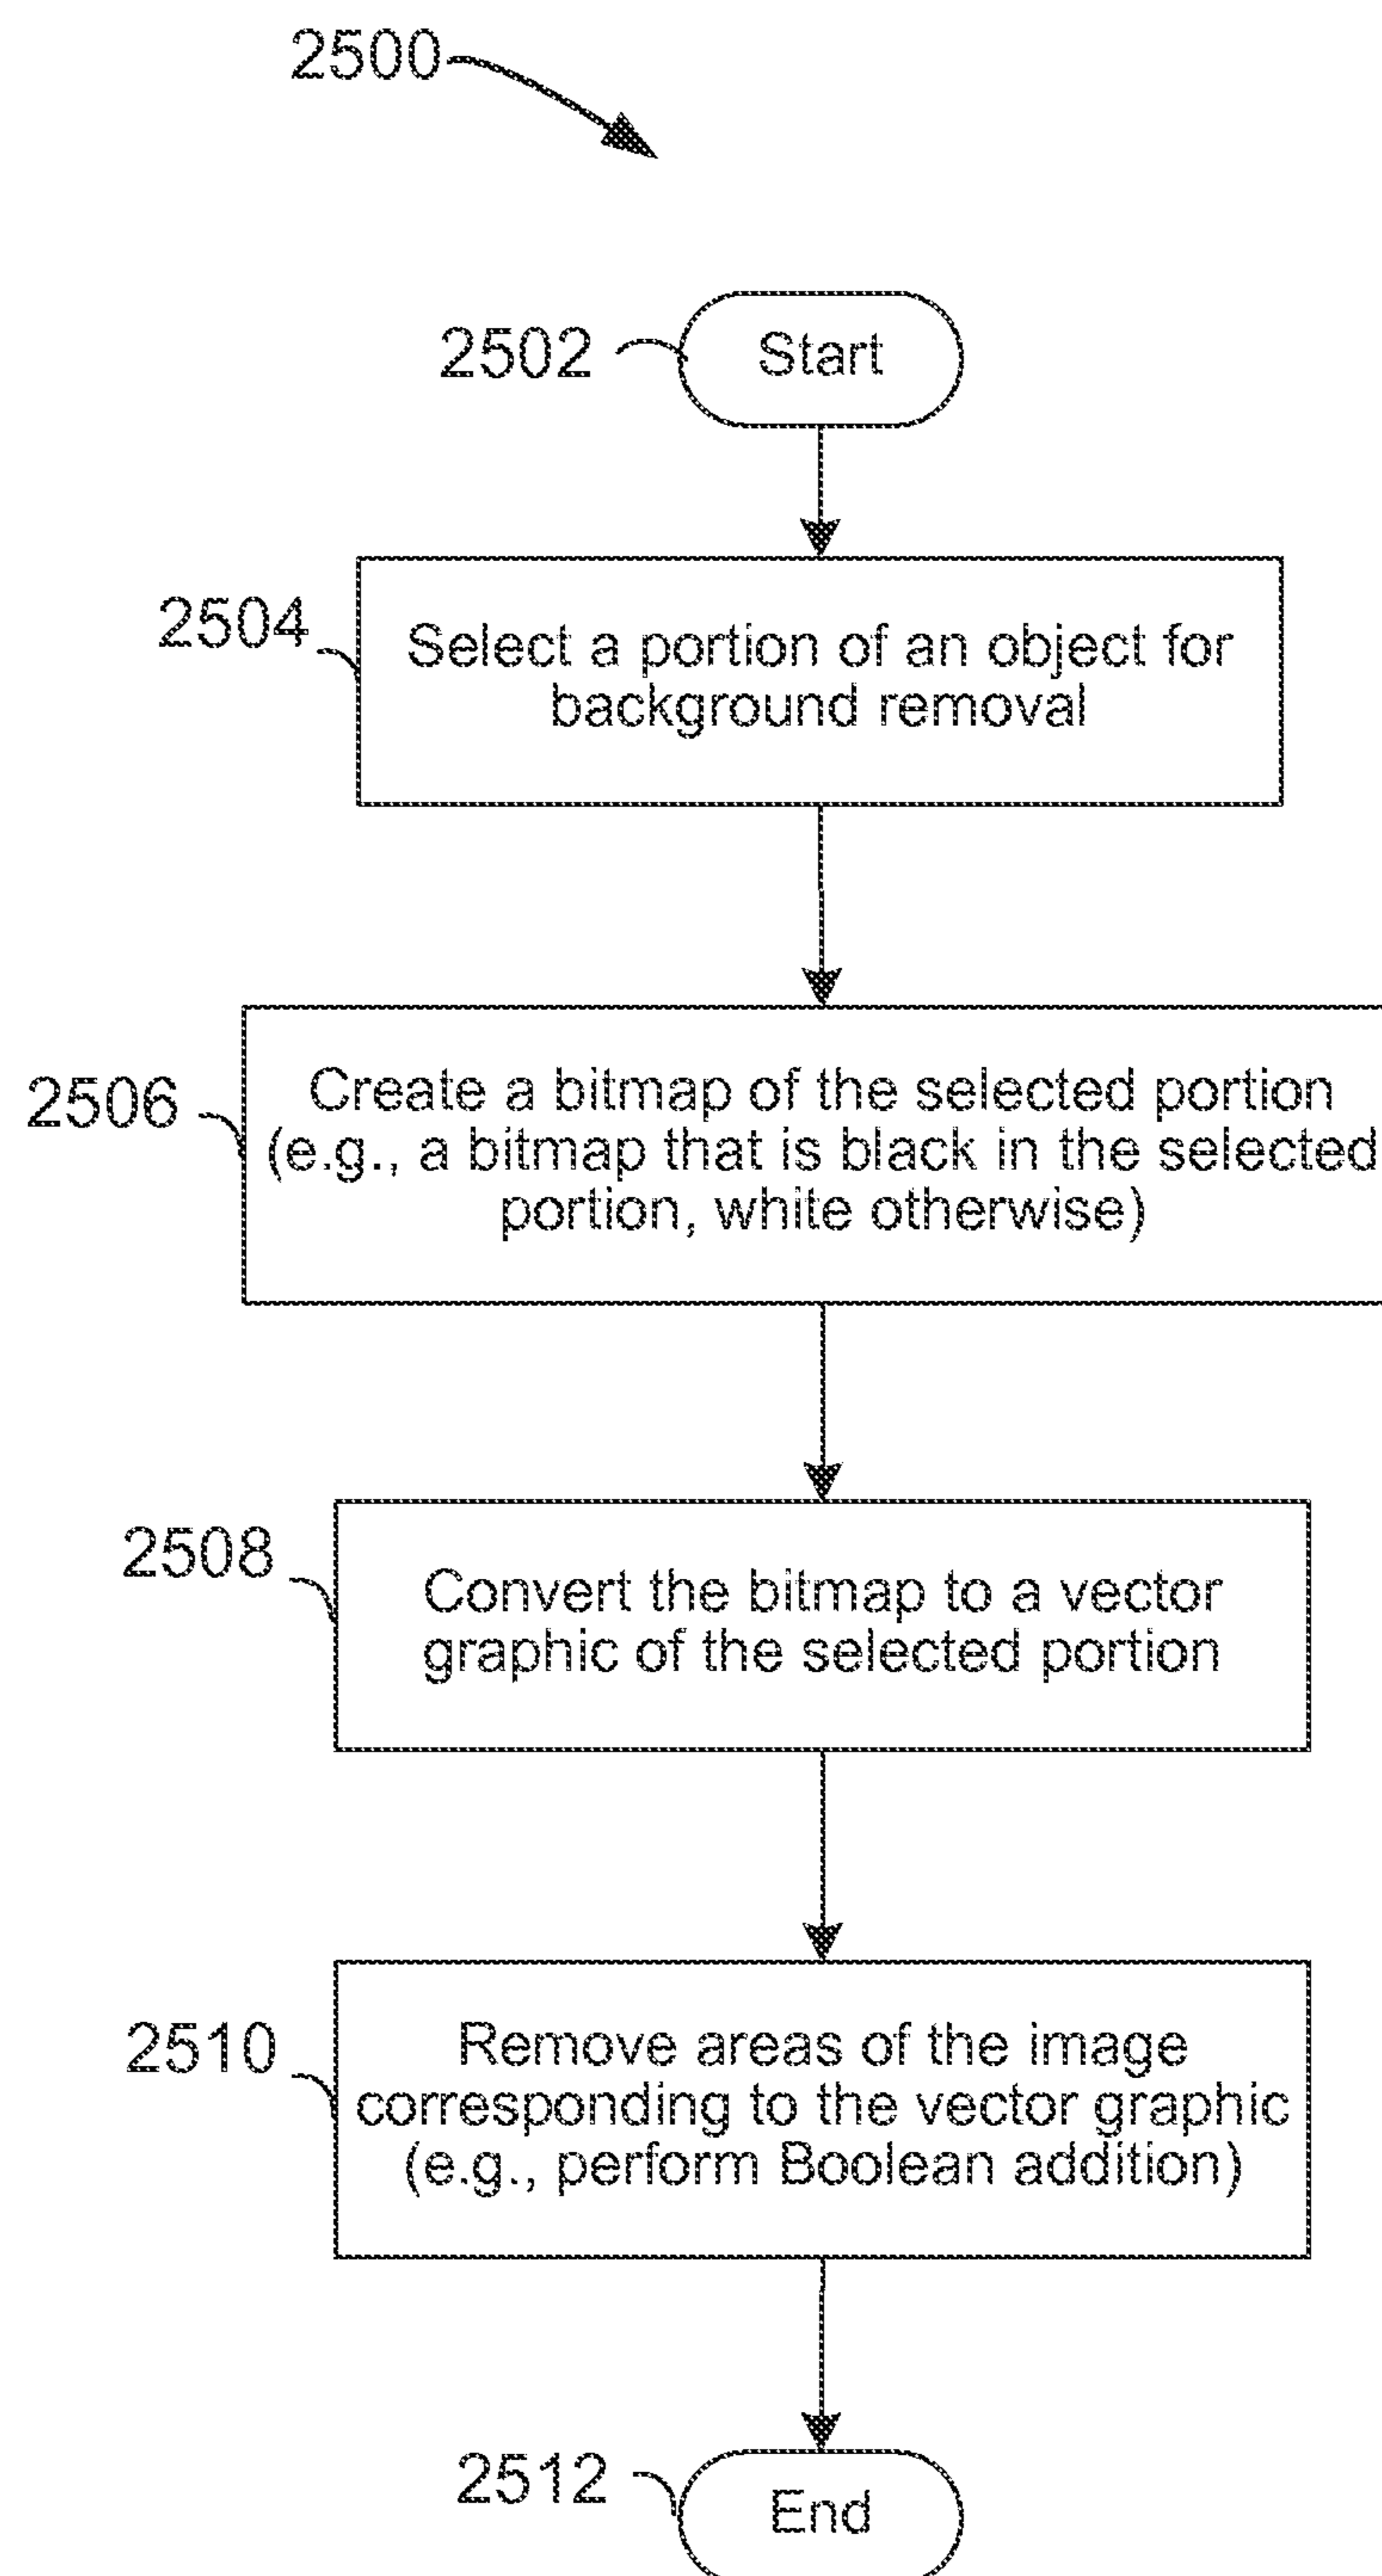 2500
2502
Start
2504
Select a portion of an object for
background removal
2506
Create a bitmap of the selected portion
(e.g., a bitmap that is black in the selected
portion, white otherwise)
2508
Convert the bitmap to a vector
graphic of the selected portion
2510
Remove areas of the image
corresponding to the vector graphic
(e.g., perform Boolean addition)
2512
End